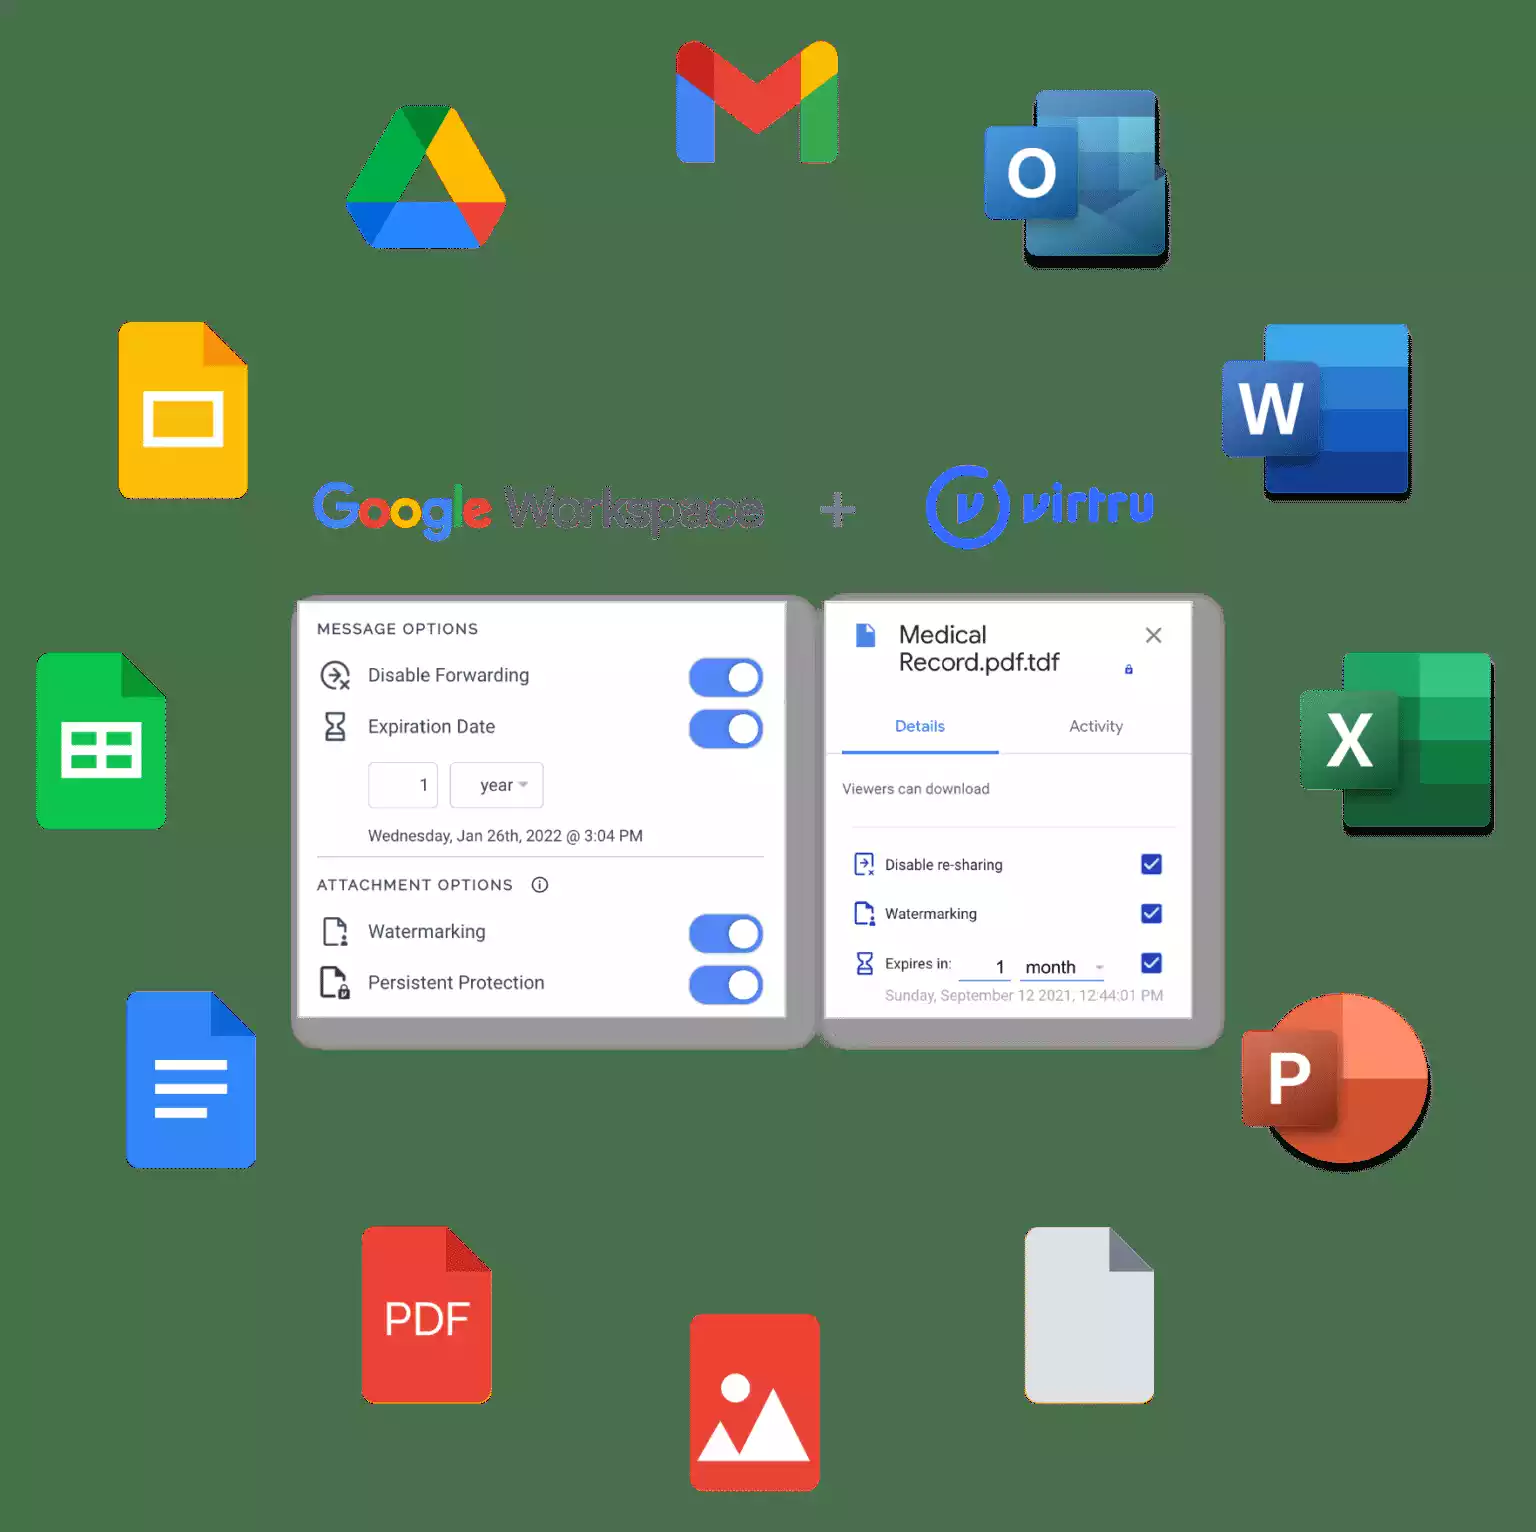 O
W
Google Workspace + virtru
MESSAGE OPTIONS
Disable Forwarding
Expiration Date
1 year
Wednesday, Jan 26th, 2022 @ 3:04 PM
ATTACHMENT OPTIONS
Watermarking
Persistent Protection
Medical
Record.pdf.tdf
Details Activity
Viewers can download
Disable re-sharing
Watermarking
Expires in: 1 month
Sunday, September 12 2021, 12:44:01 PM
X
P
PDF